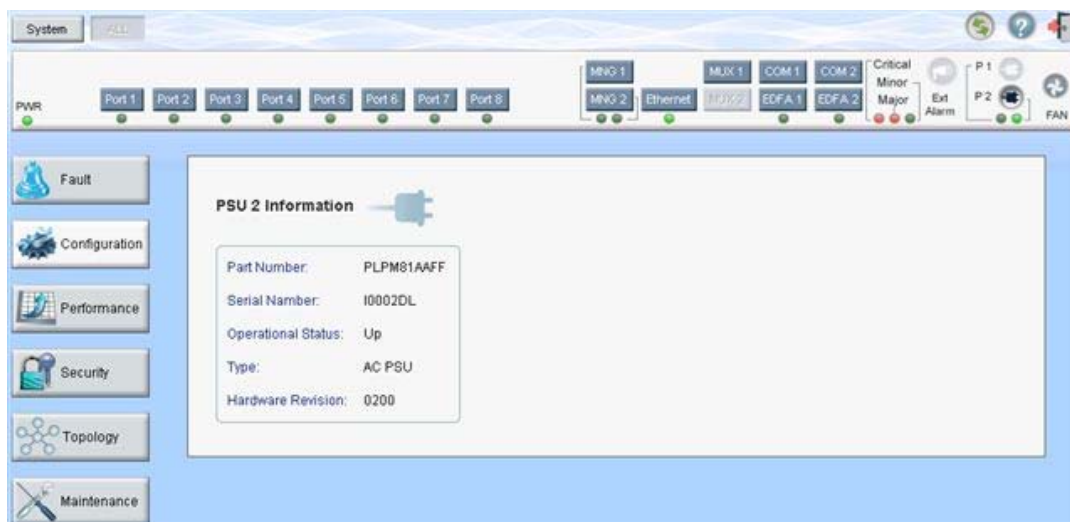 System ALL
Critical
MNG 1 MUX 1 COM 1 COM 2 P 1
Minor
PWR Port 1 Port 2 Port 3 Port 4 Port 5 Port 6 Port 7 Port 8 MNG 2 Ethernet MUX 2 EDFA 1 EDFA 2 Major Ext P 2
Alarm FAN
Fault
PSU 2 Information
Configuration
Part Number: PLPM81AAFF
Serial Namber: I0002DL
Performance
Operational Status: Up
Type: AC PSU
Security
Hardware Revision: 0200
Topology
Maintenance